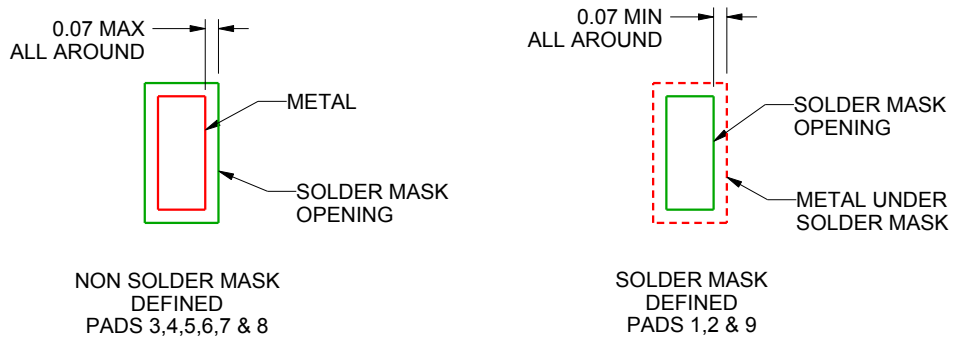 0.07 MAX
ALL AROUND
METAL
SOLDER MASK
OPENING
NON SOLDER MASK
DEFINED
PADS 3,4,5,6,7 & 8
0.07 MIN
ALL AROUND
SOLDER MASK
OPENING
METAL UNDER
SOLDER MASK
SOLDER MASK
DEFINED
PADS 1,2 & 9